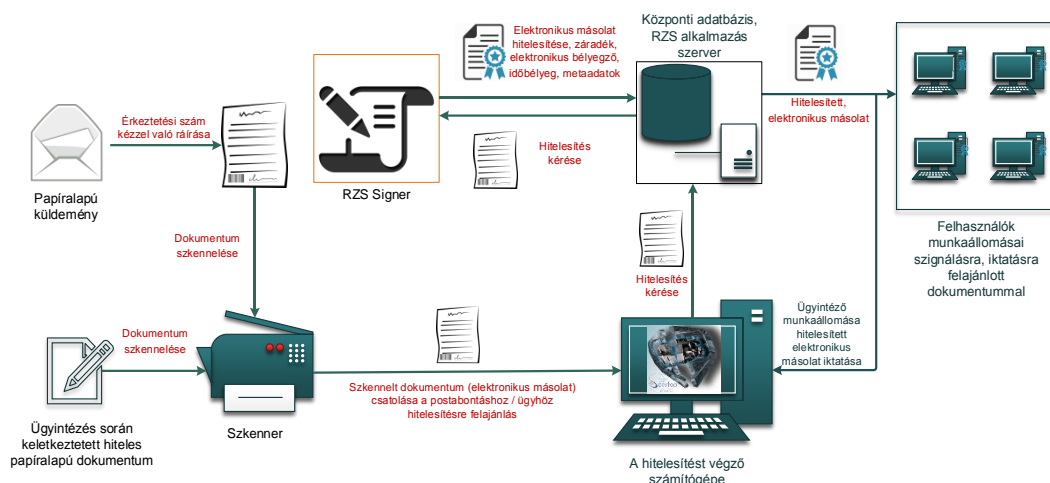 Elektronikus másolat
hitelesítése, záradék,
elektronikus bélyegző,
időbélyeg, metaadatok
Központi adatbázis,
RZS alkalmazás
szerver
Hitelesített,
elektronikus másolat
Érkeztetési szám
kézzel való ráírása
Hitelesítés
kérése
Papíralapú
küldemény
RZS Signer
Felhasználók
munkaállomásai
szignálásra, iktatásra
felajánlott
dokumentummal
Dokumentum
szkennelése
Hitelesítés
kérése
Ügyintéző
munkaállomása
hitelesített
elektronikus
másolat iktatása
Dokumentum
szkennelése
Szkennelt dokumentum (elektronikus másolat)
csatolása a postabontáshoz / ügyhöz
hitelesítésre felajánlás
Ügyintézés során
keletkeztetett hiteles
papíralapú dokumentum
Szkenner
A hitelesítést végző
számítógépe